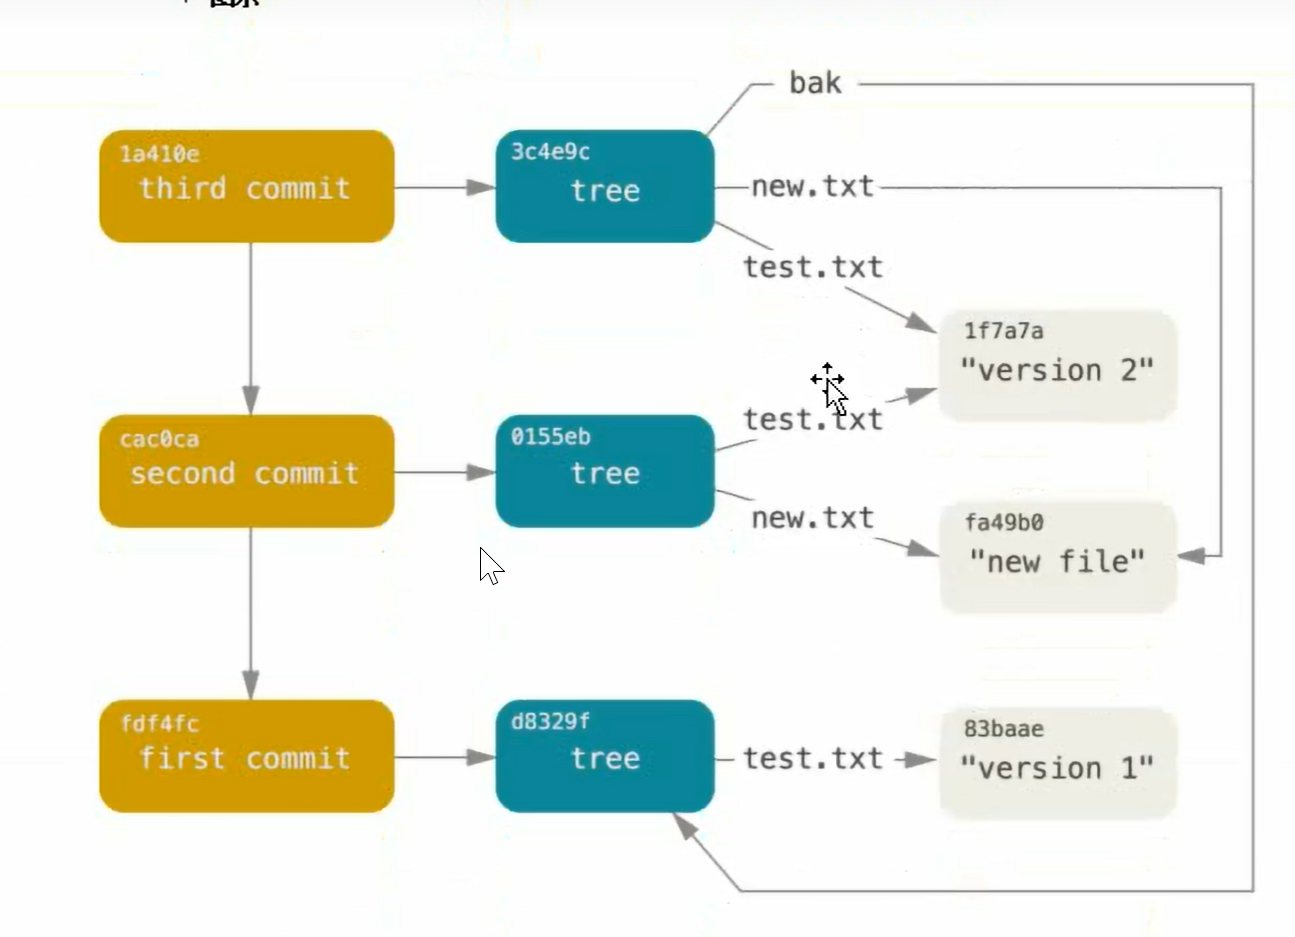 bak
1a410e
third commit
3c4e9c
tree
new.txt
test.txt
1f7a7a
"version 2"
test.txt
cac0ca
second commit
0155eb
tree
new.txt
fa49b0
"new file"
fdf4fc
first commit
d8329f
tree
test.txt
83baae
"version 1"